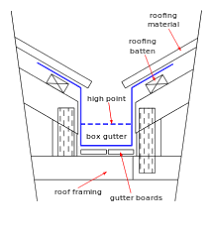 roofing
material
roofing
batten
high point
box gutter
roof framing
gutter boards